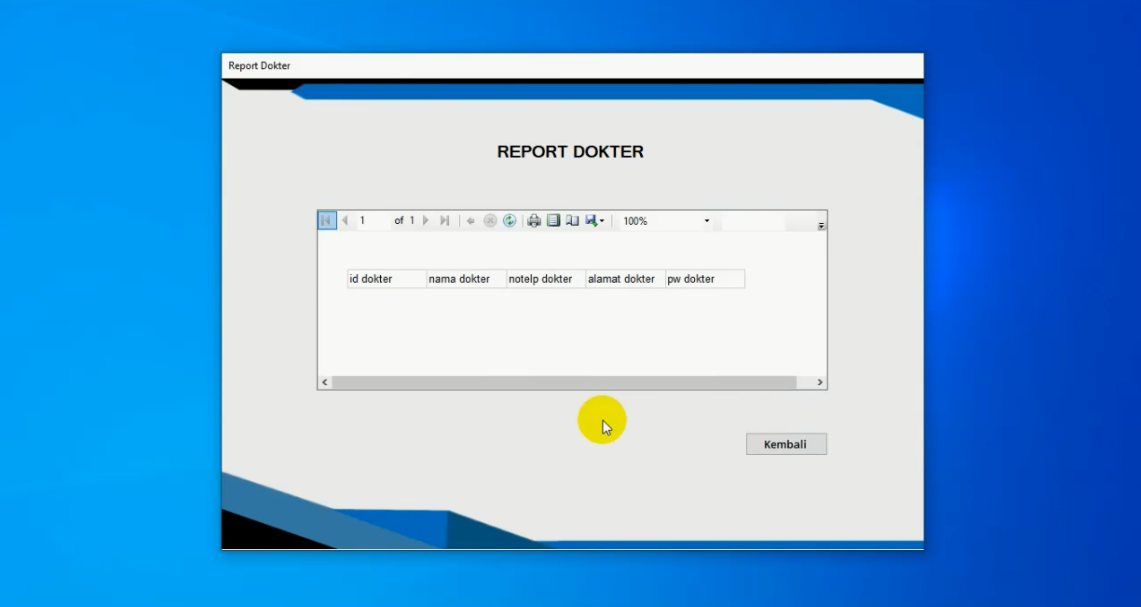 Report Dokter
REPORT DOKTER
1 of 1 100%
id dokter nama dokter notelp dokter alamat dokter pw dokter
Kembali